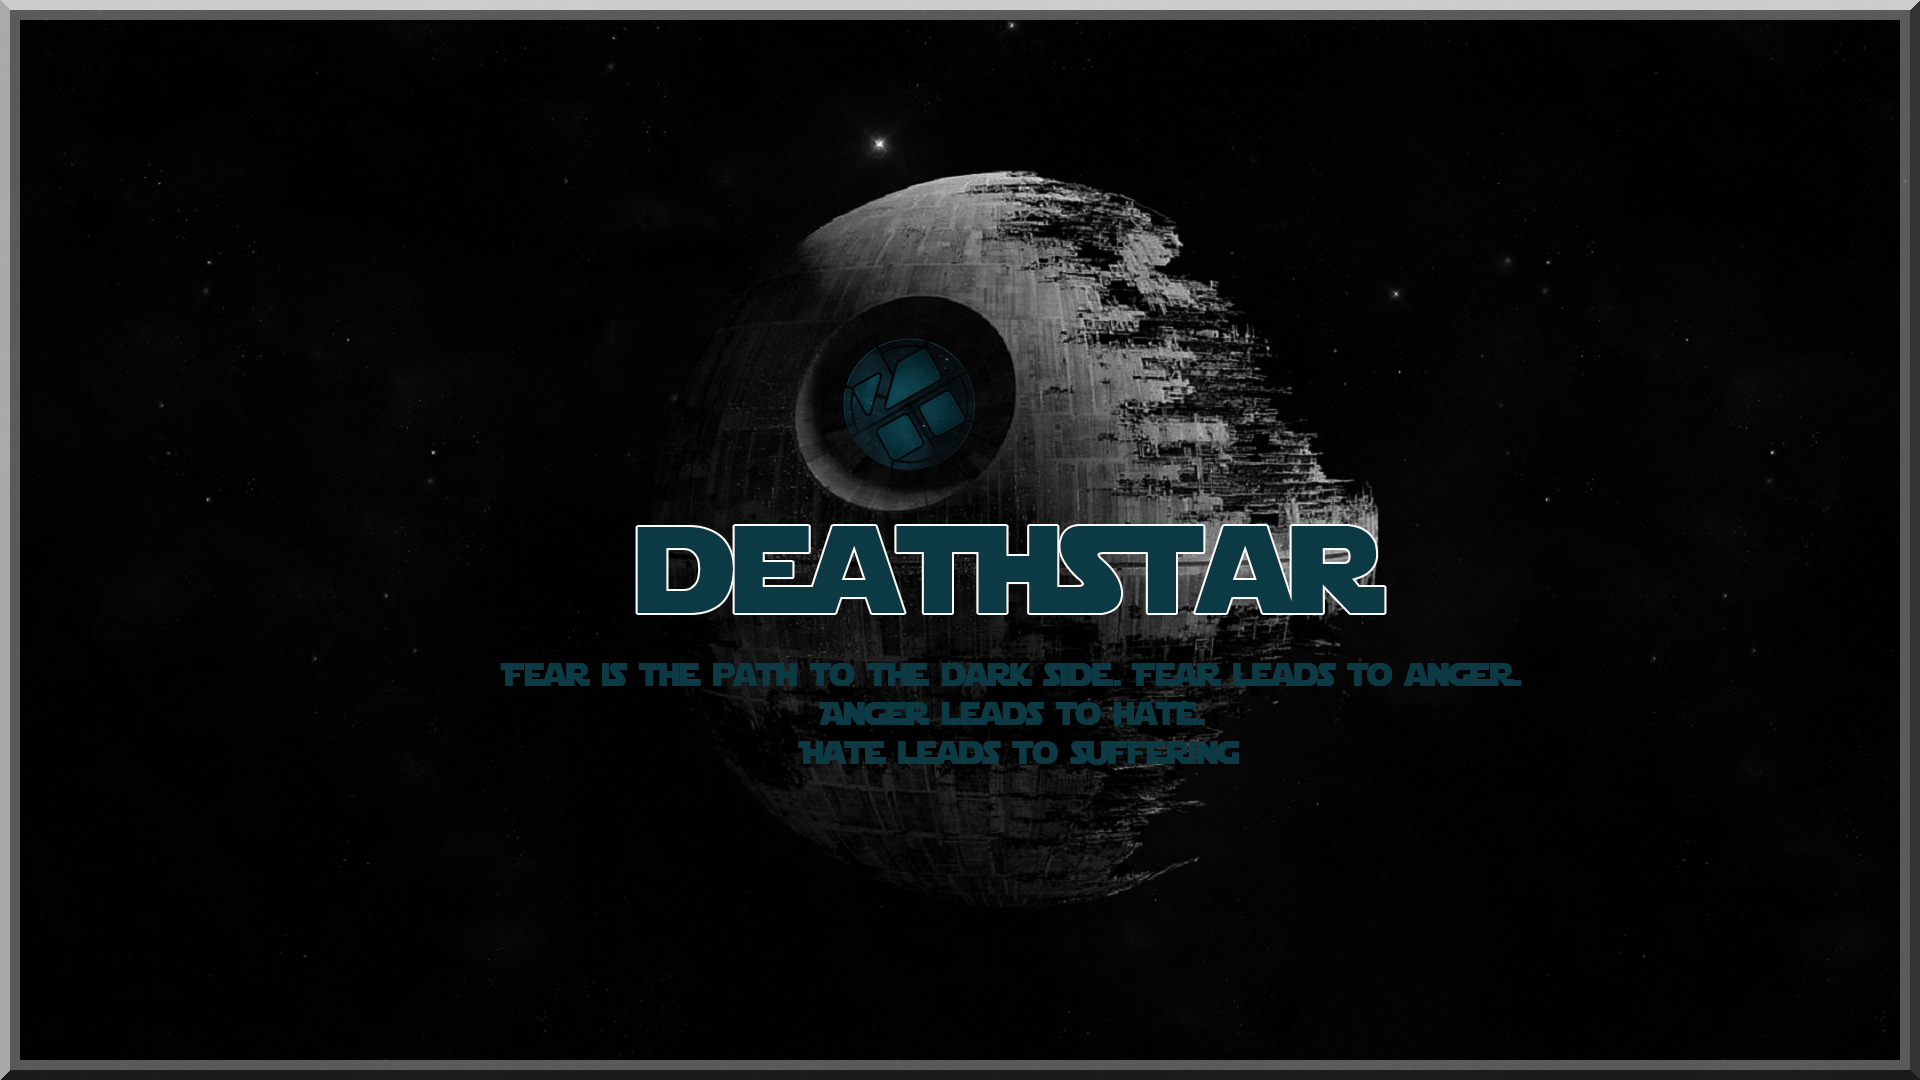 DEATHSTAR
FEAR IS THE PATH TO THE DARK SIDE. FEAR LEADS TO ANGER.
ANGER LEADS TO HATE.
HATE LEADS TO SUFFERING